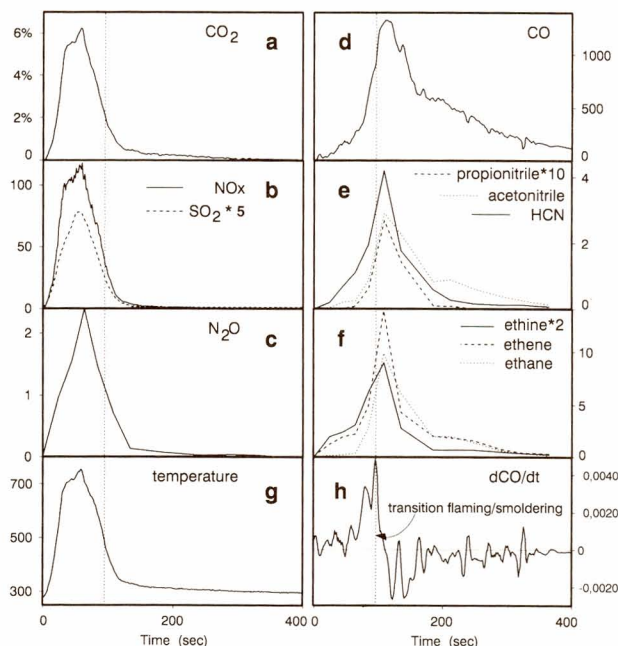 6%
4%
2%
0
CO2
a
d
CO
1000
500
0
100
50
0
b
NOx
SO2 * 5
e
propionitrile*10
acetonitrile
HCN
4
2
0
2
1
0
N2O
c
f
ethine*2
ethene
ethane
10
5
0
700
500
300
temperature
g
h
dCO/dt
transition flaming/smoldering
0,0040
0,0020
0
-0,0020
0
200
400
Time (sec)
0
200
400
Time (sec)